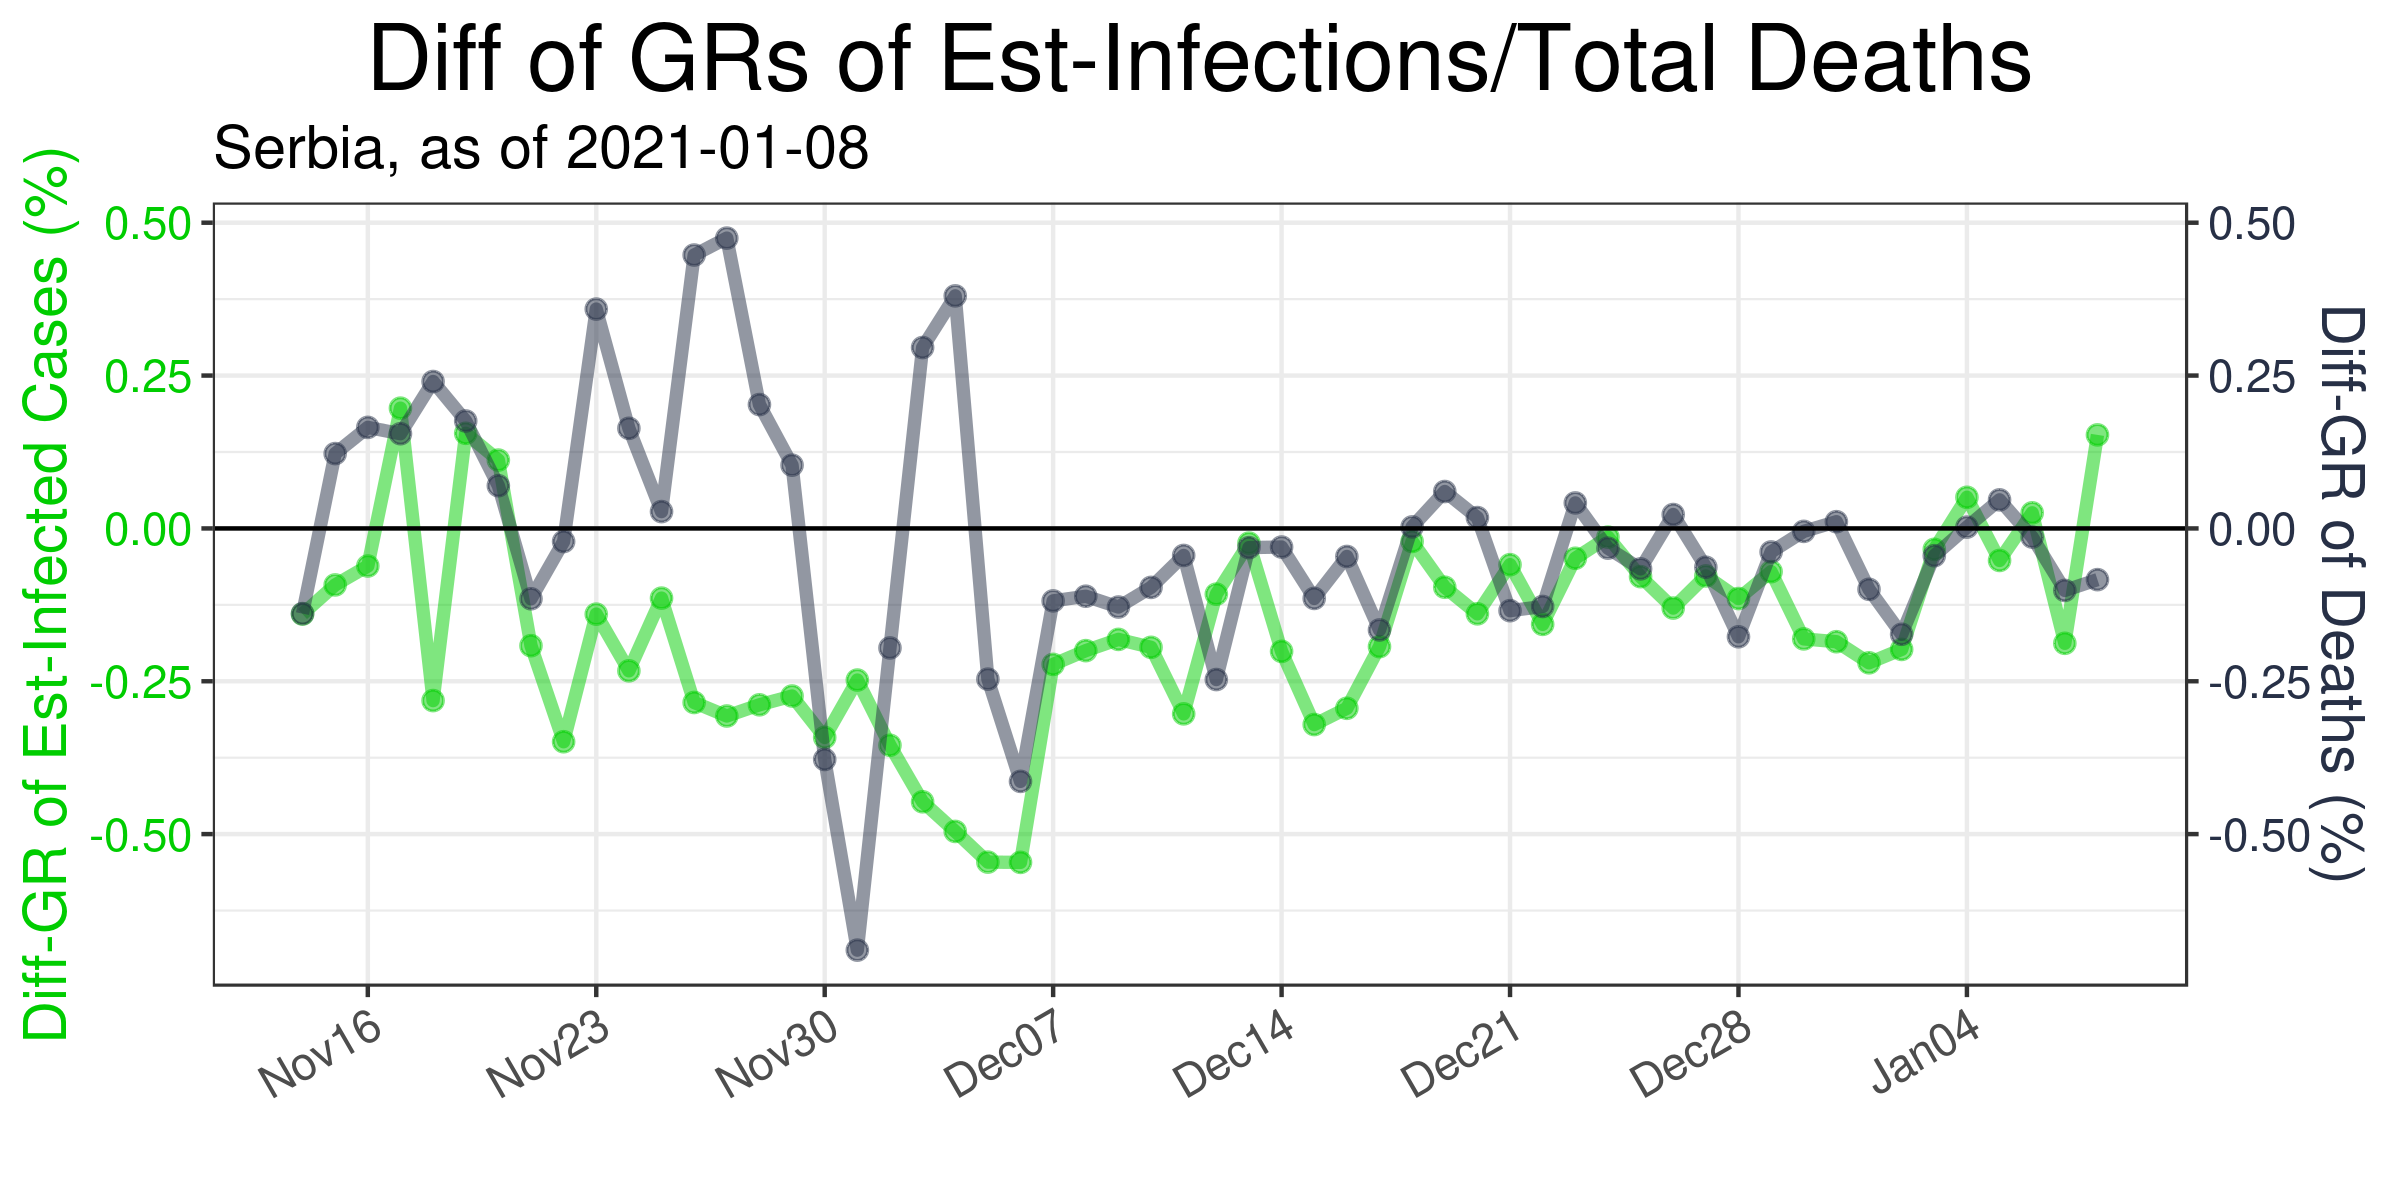 Diff of GRs of Est-Infections/Total Deaths
Serbia, as of 2021-01-08
Diff-GR of Est-Infected Cases (%)
0.50
0.25
0.00
-0.25
-0.50
0.50
0.25
0.00
-0.25
-0.50
Diff-GR of Deaths (%)
Nov16
Nov23
Nov30
Dec07
Dec14
Dec21
Dec28
Jan04